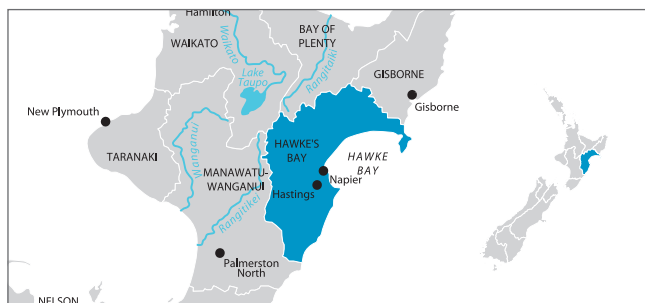 Hamilton
WAIKATO
Waikato
BAY OF
PLENTY
Rangitaiki
Lake
Taupo
GISBORNE
Gisborne
New Plymouth
TARANAKI
Wanganui
MANAWATU-
WANGANUI
Rangitikei
HAWKE'S
BAY
HAWKE
BAY
Napier
Hastings
Palmerston
North
NELSON